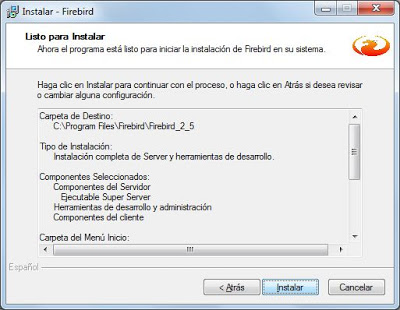 Instalar - Firebird
Listo para Instalar
Ahora el programa está listo para iniciar la instalación de Firebird en su sistema.
Haga clic en Instalar para continuar con el proceso, o haga clic en Atrás si desea revisar
o cambiar alguna configuración.
Carpeta de Destino:
C:\Program Files\Firebird\Firebird_2_5
Tipo de Instalación:
Instalación completa de Server y herramientas de desarrollo.
Componentes Seleccionados:
Componentes del Servidor
Ejecutable Super Server
Herramientas de desarrollo y administración
Componentes del cliente
Carpeta del Menú Inicio:
Español
< Atrás
Instalar
Cancelar